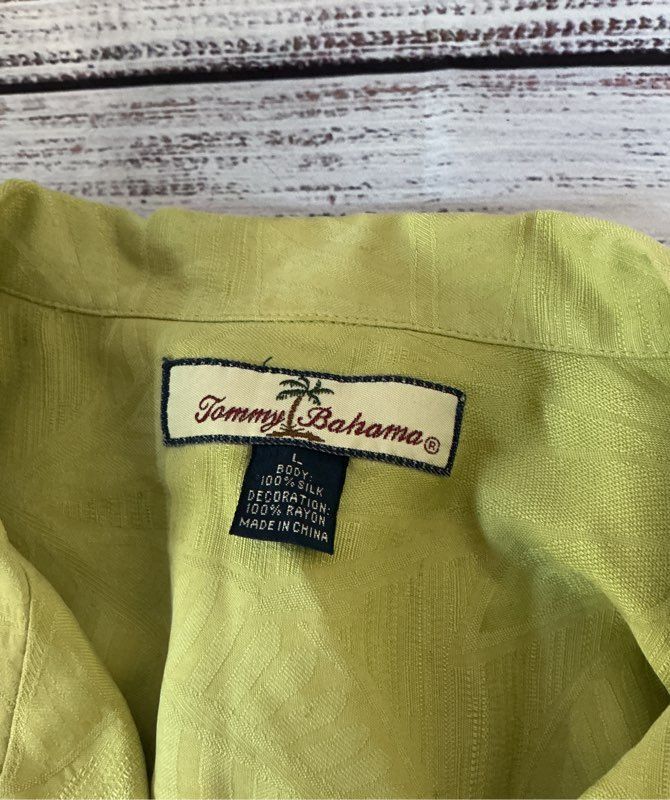 Tommy Bahama®
L
BODY:
100% SILK
DECORATION:
100% RAYON
MADE IN CHINA